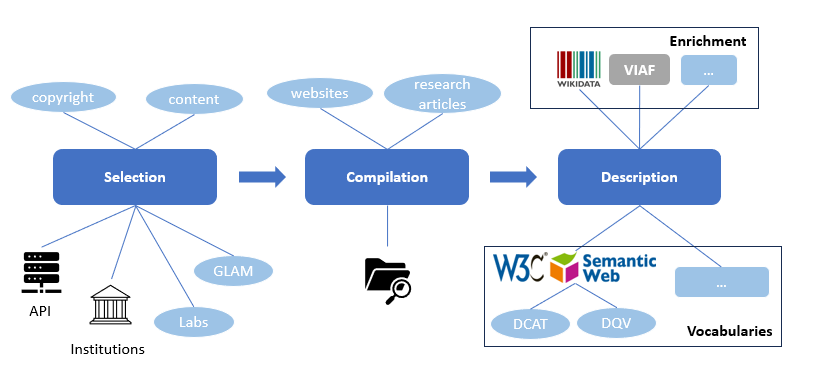 Enrichment
WIKIDATA
VIAF
...
copyright
content
websites
research
articles
Selection
Compilation
Description
API
Institutions
Labs
GLAM
W3C®
Semantic
Web
...
DCAT
DQV
Vocabularies